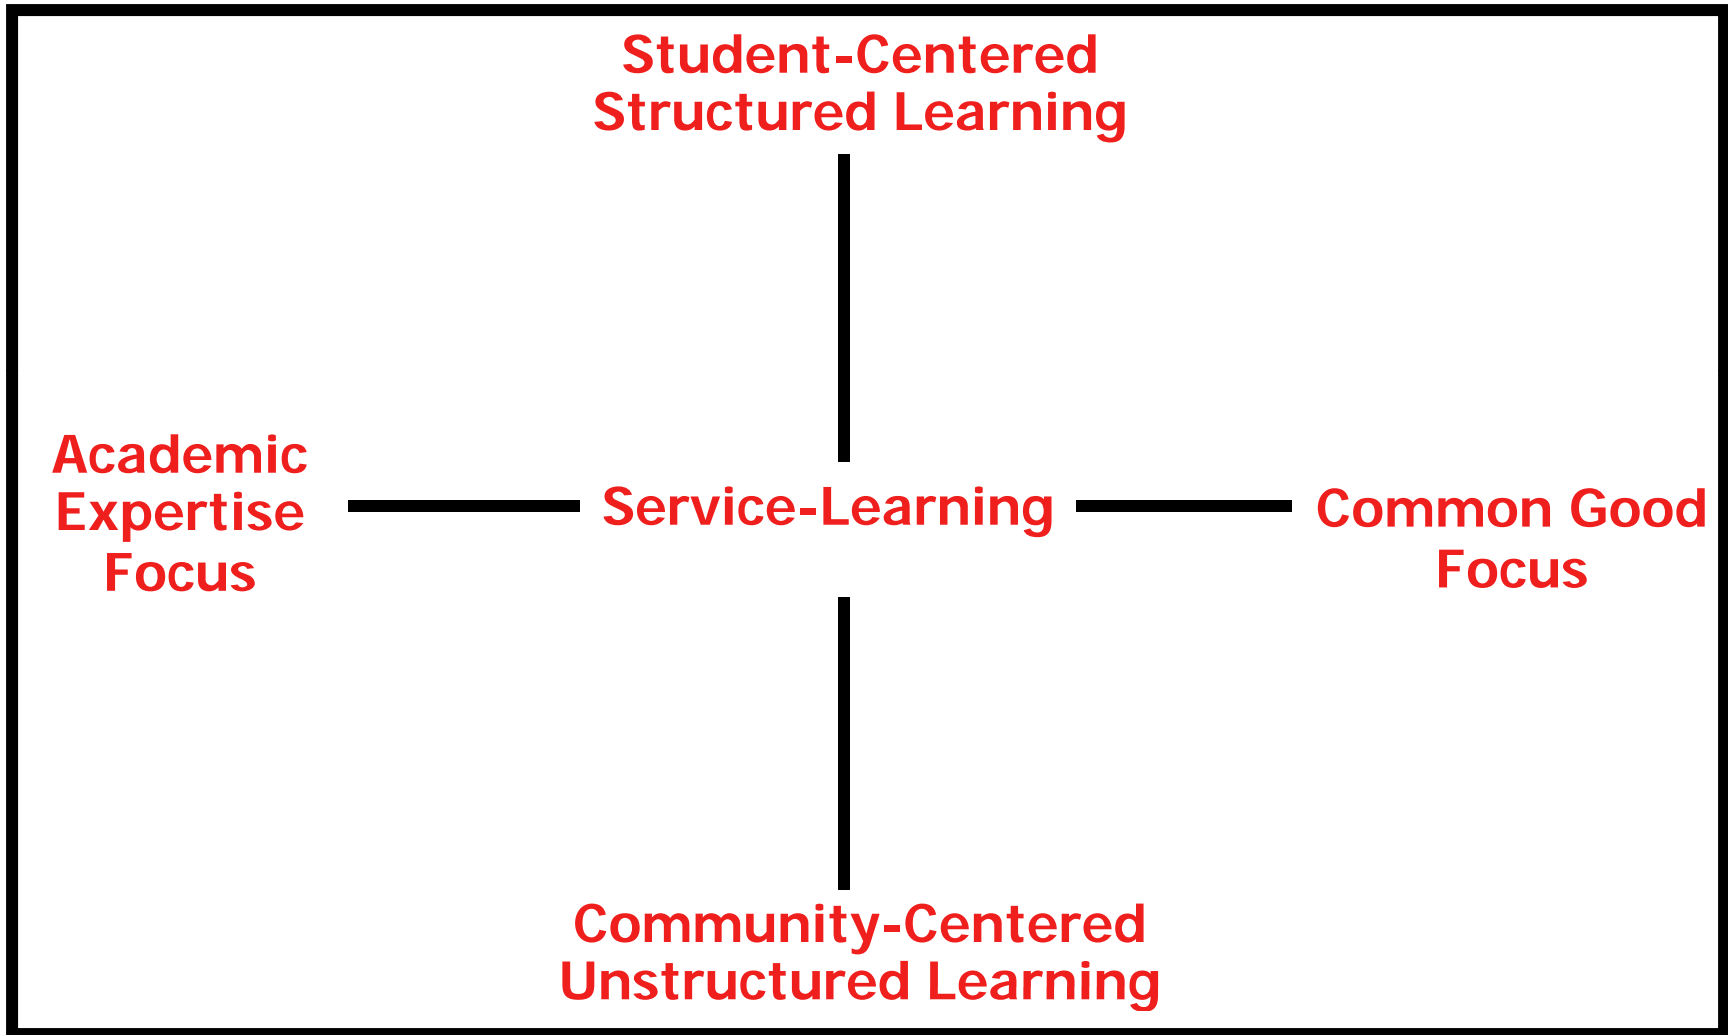 Student-Centered
Structured Learning
Academic
Expertise
Focus
Service-Learning
Common Good
Focus
Community-Centered
Unstructured Learning